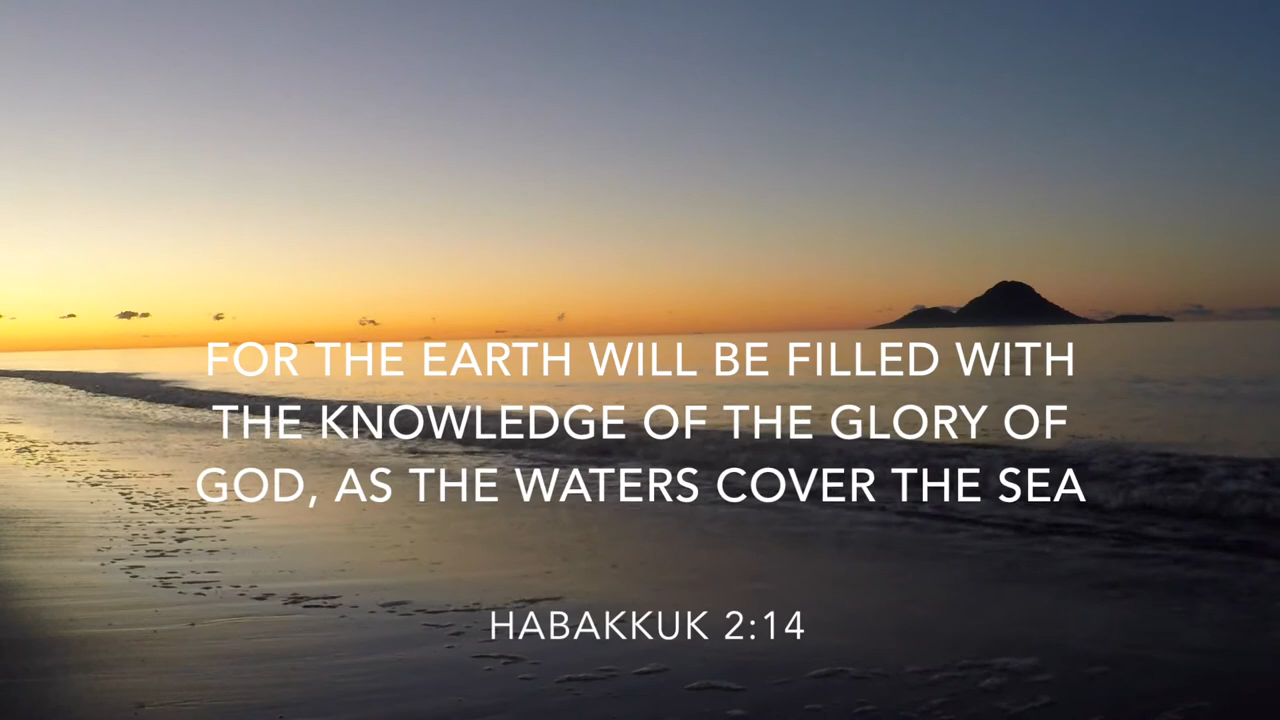 FOR THE EARTH WILL BE FILLED WITH
THE KNOWLEDGE OF THE GLORY OF
GOD, AS THE WATERS COVER THE SEA
HABAKKUK 2:14